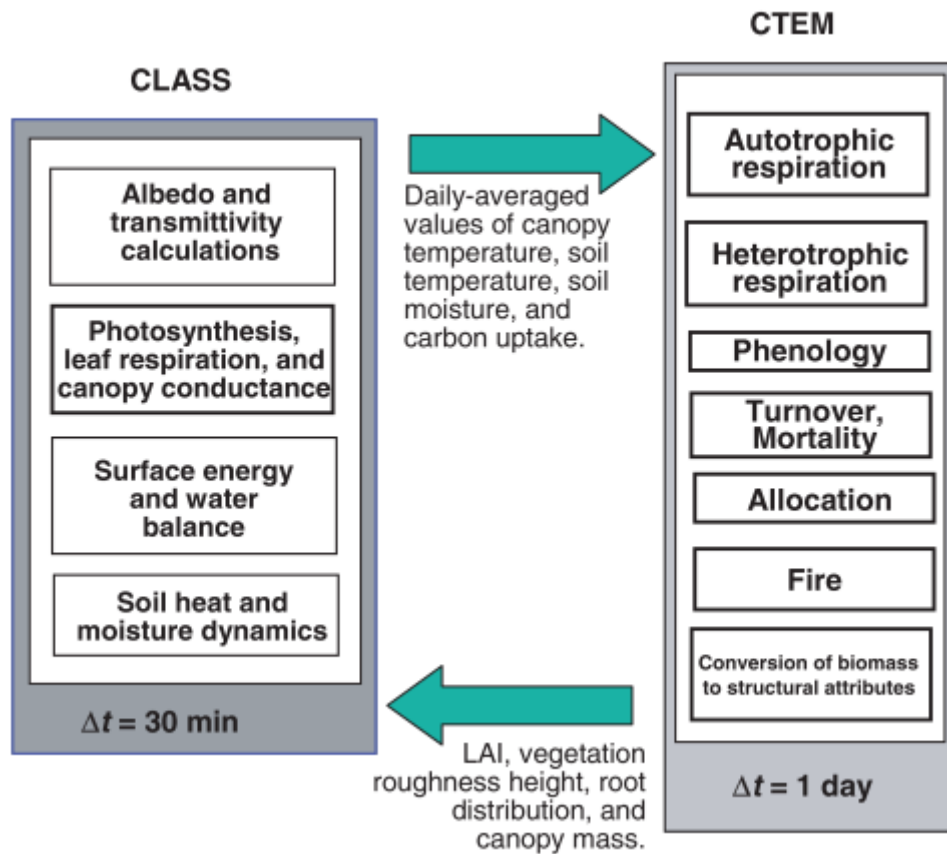 CLASS
Albedo and
transmittivity
calculations
Photosynthesis,
leaf respiration, and
canopy conductance
Surface energy
and water
balance
Soil heat and
moisture dynamics
Δt = 30 min
Daily-averaged
values of canopy
temperature, soil
temperature, soil
moisture, and
carbon uptake.
LAI, vegetation
roughness height, root
distribution, and
canopy mass.
CTEM
Autotrophic
respiration
Heterotrophic
respiration
Phenology
Turnover,
Mortality
Allocation
Fire
Conversion of biomass
to structural attributes
Δt = 1 day